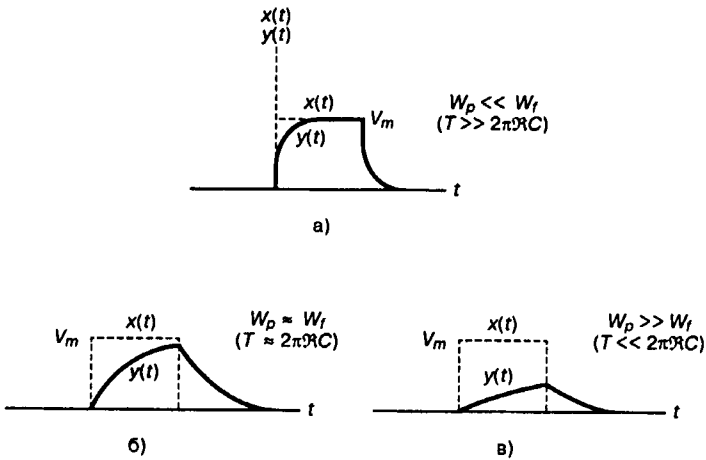 x(t)
y(t)
x(t)
V_m
y(t)
W_p << W_f
(T >> 2πℜC)
t
а)
V_m
x(t)
y(t)
W_p ≈ W_f
(T ≈ 2πℜC)
t
б)
V_m
x(t)
y(t)
W_p >> W_f
(T << 2πℜC)
t
в)